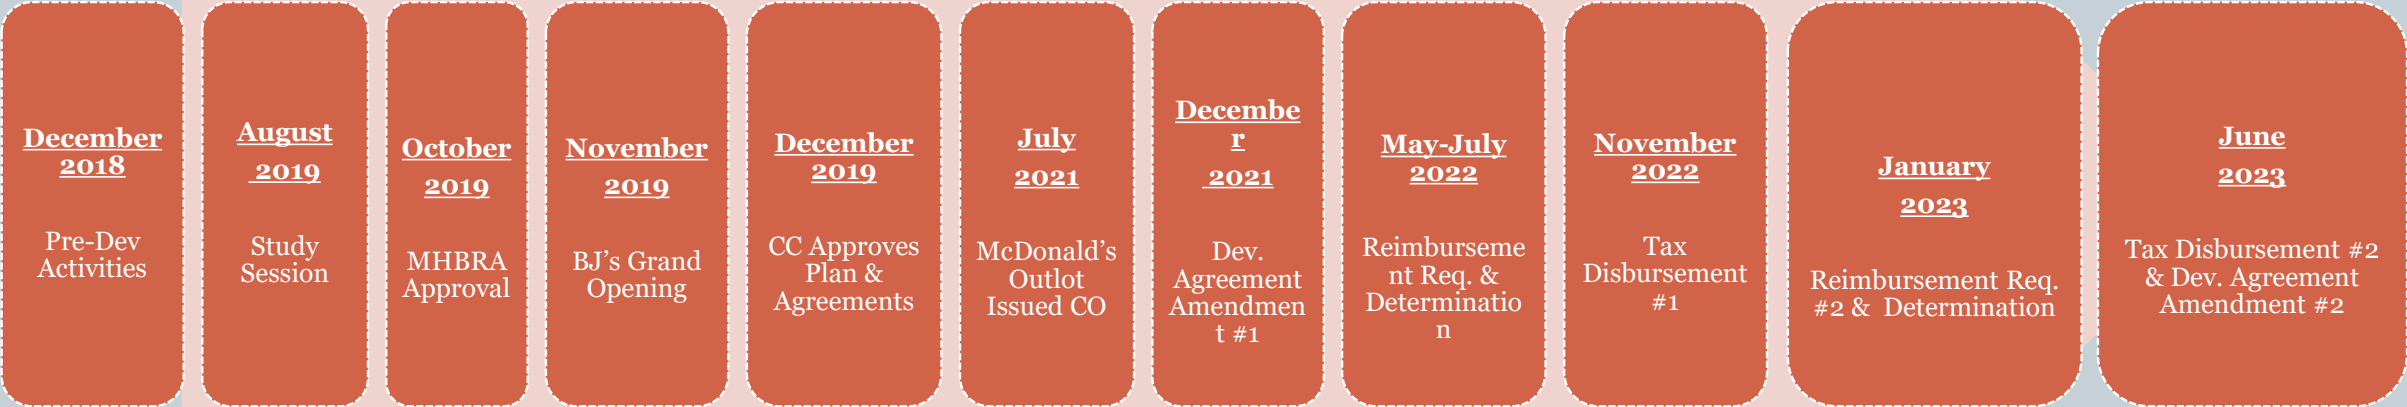 December
2018
Pre-Dev
Activities
August
2019
Study
Session
October
2019
MHBRA
Approval
November
2019
BJ’s Grand
Opening
December
2019
CC Approves
Plan &
Agreements
July
2021
McDonald’s
Outlot
Issued CO
Decembe
r
2021
Dev.
Agreement
Amendmen
t #1
May-July
2022
Reimburseme
nt Req. &
Determinatio
n
November
2022
Tax
Disbursement
#1
January
2023
Reimbursement Req.
#2 & Determination
June
2023
Tax Disbursement #2
& Dev. Agreement
Amendment #2